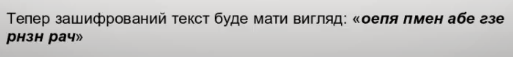 Тепер зашифрований текст буде мати вигляд: «оепя пмен абе гзе
рнзн рач»